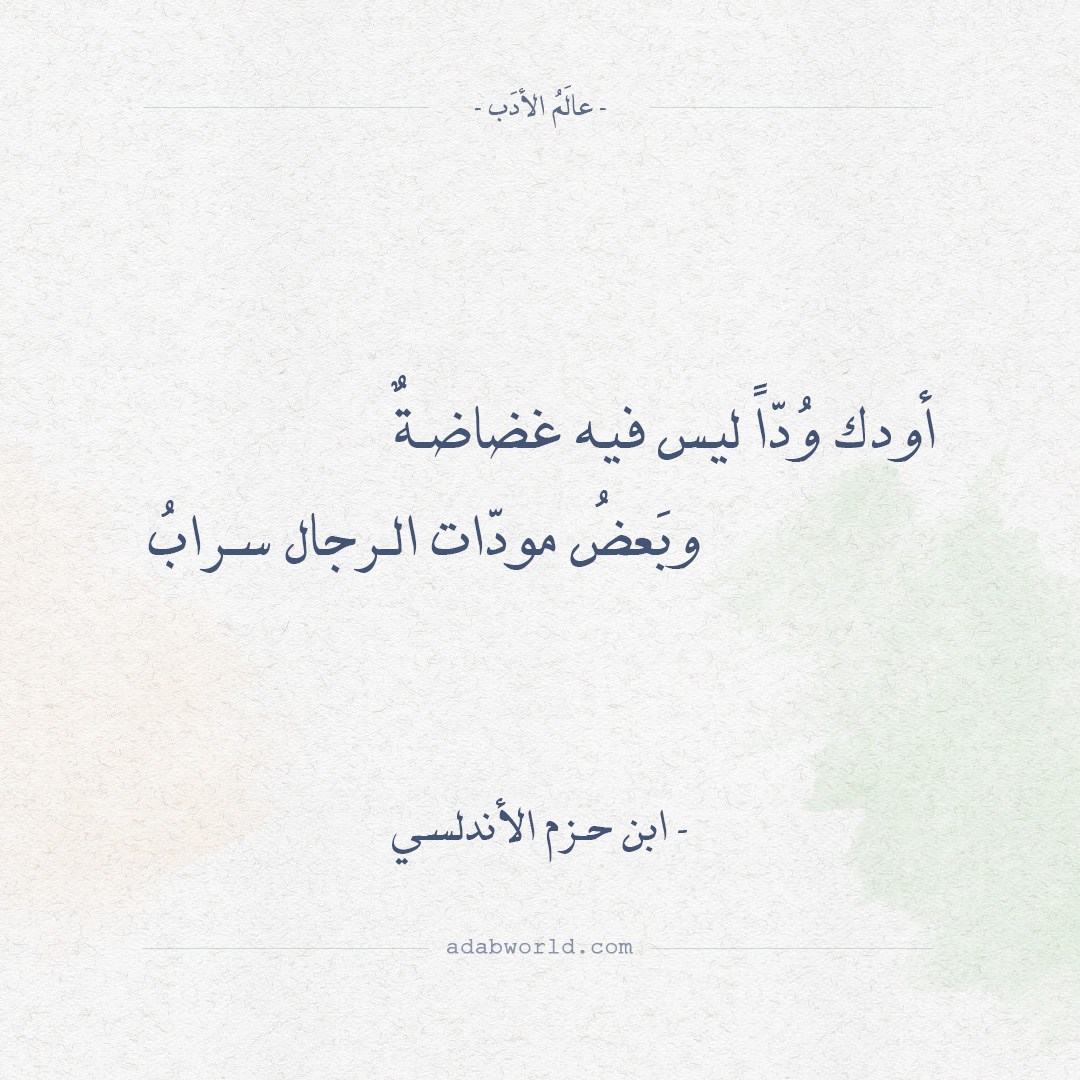 - عالَمُ الأدَب -
أودك وُدّاً ليس فيه غضاضةٌ
وبَعضُ مودّات الرجال سرابُ
- ابن حزم الأندلسي
adabworld.com